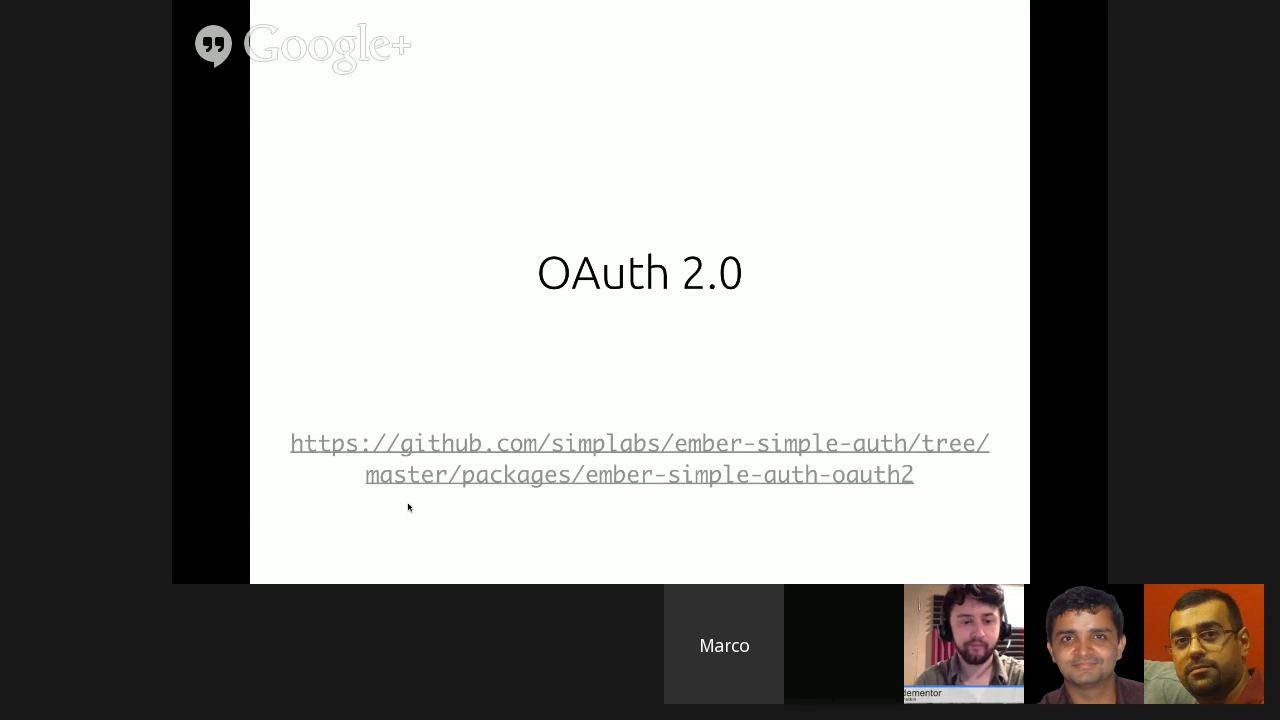 Google+
OAuth 2.0
https://github.com/simplabs/ember-simple-auth/tree/
master/packages/ember-simple-auth-oauth2
Marco
dementor